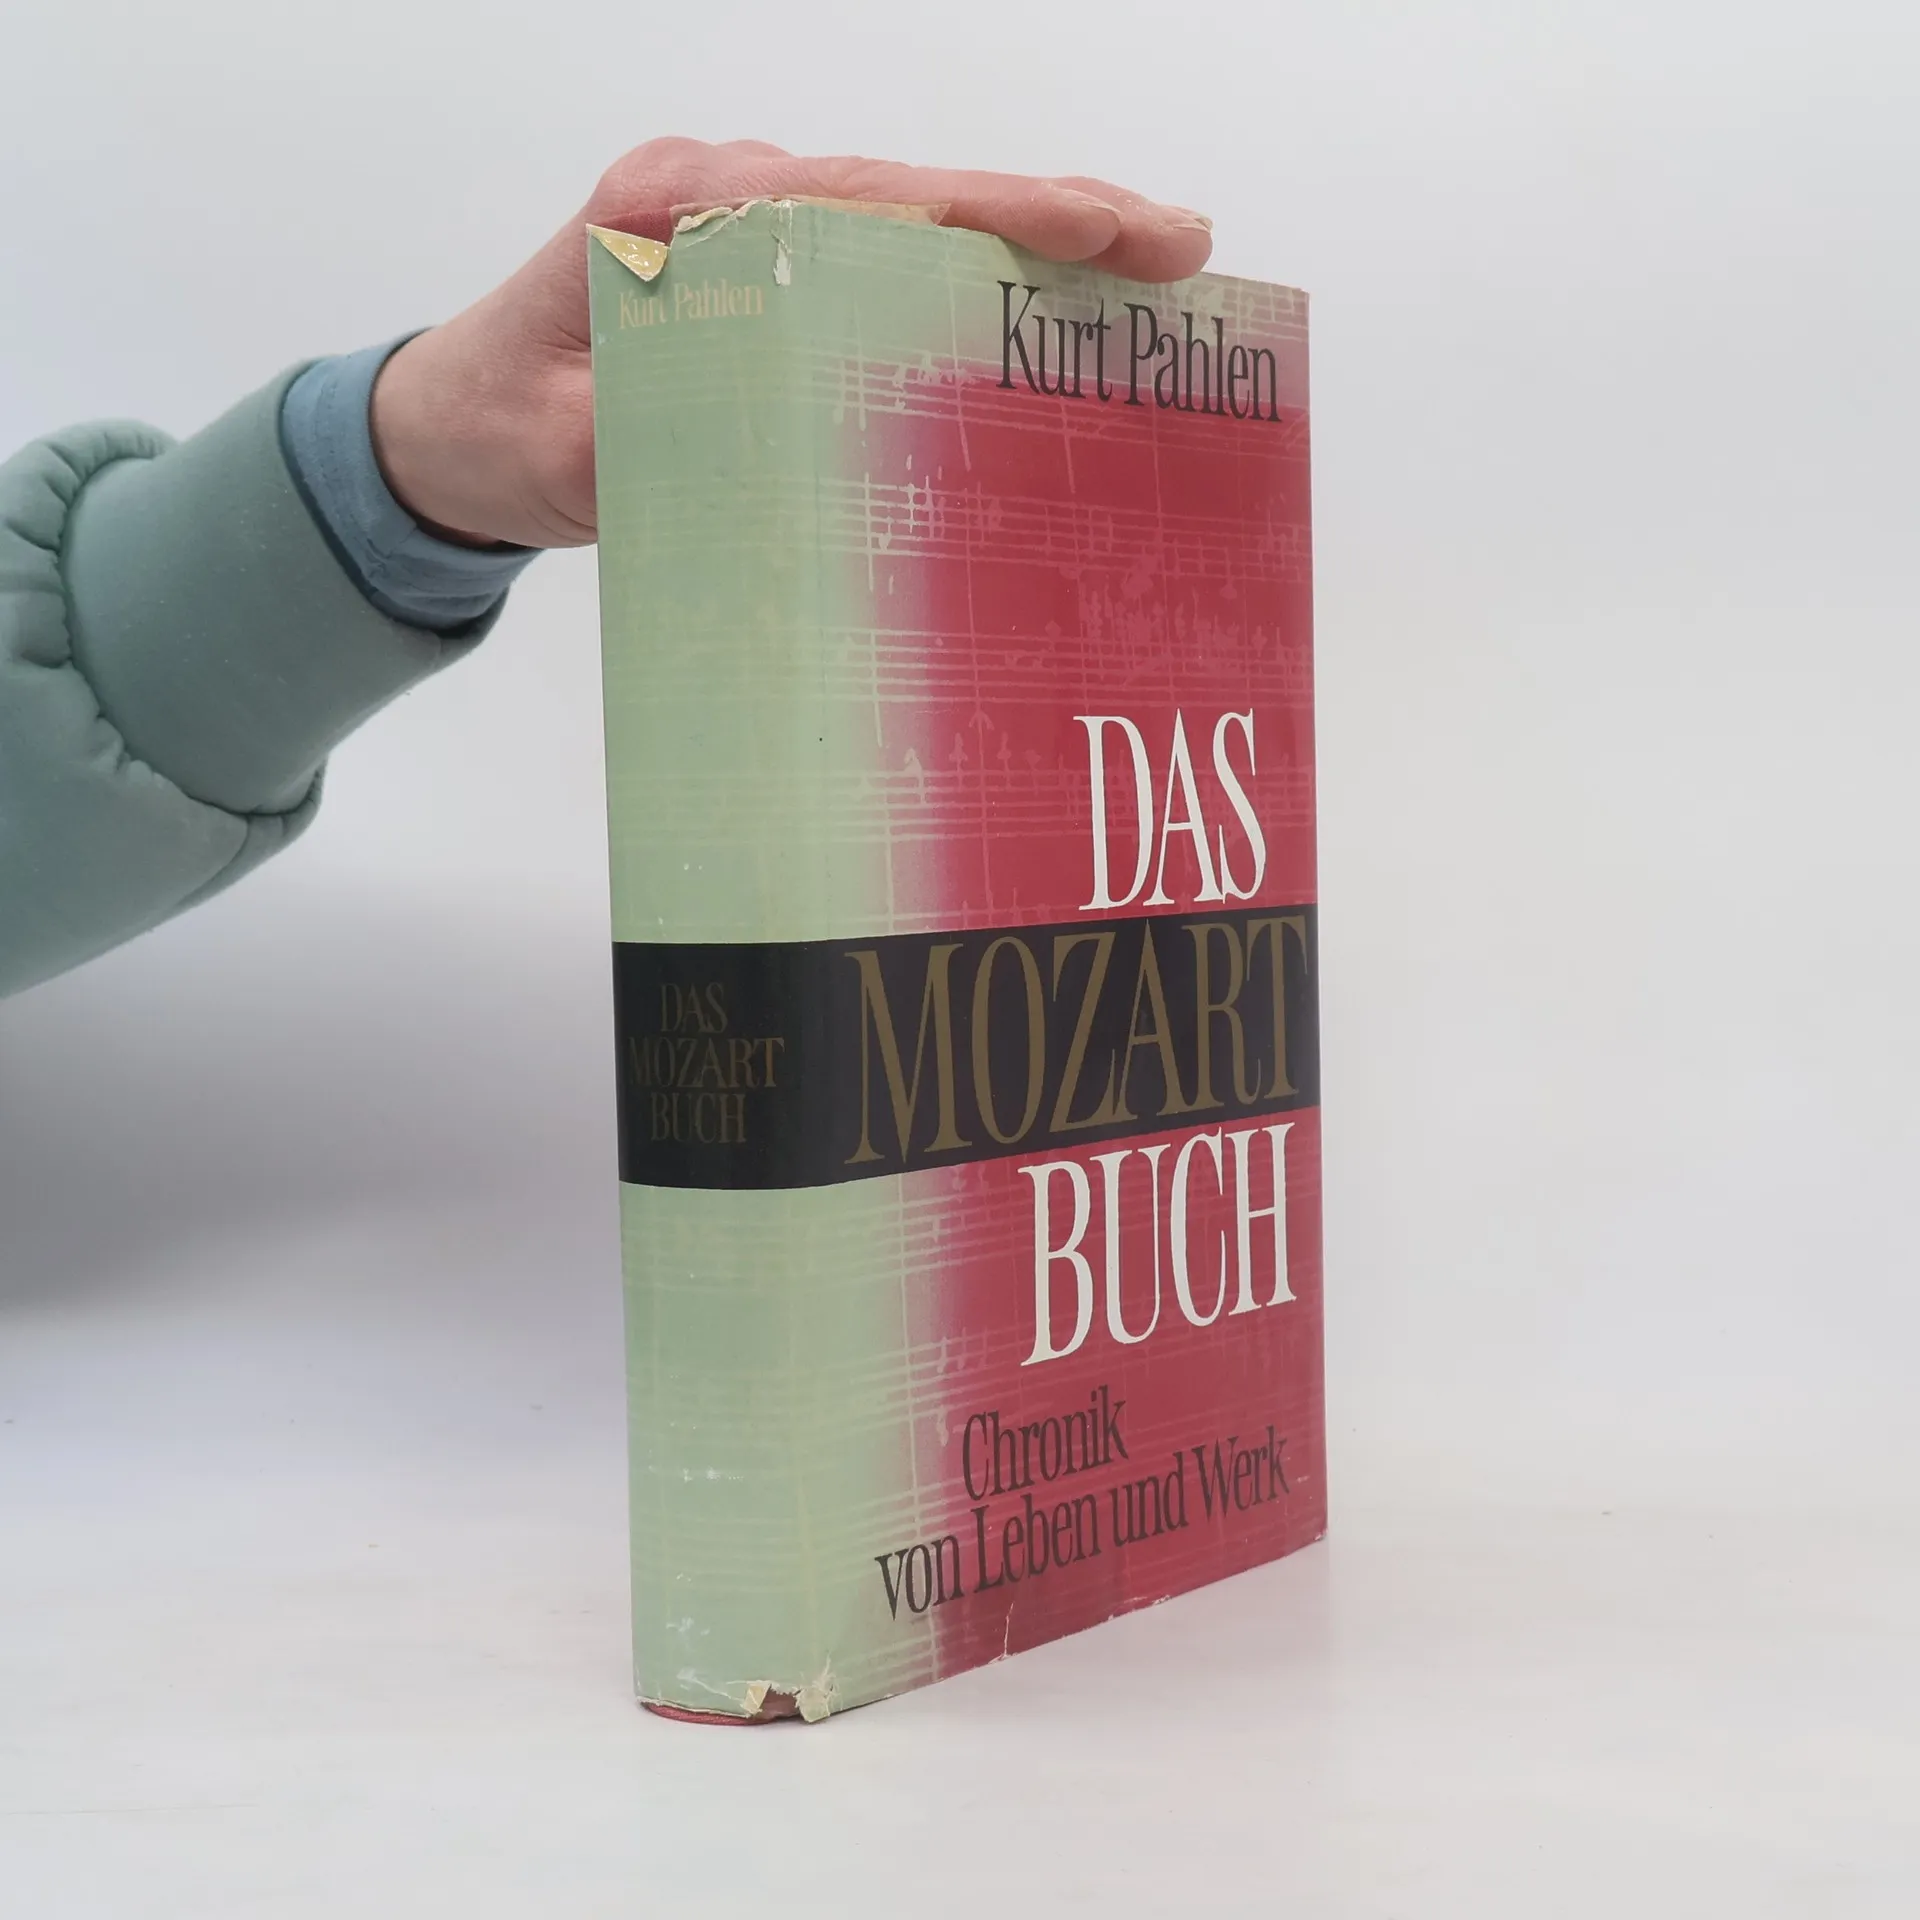 Kurt Pahlen
DAS
MOZART
BUCH
Kurt Pahlen
DAS
MOZART
BUCH
Chronik
von Leben und Werk